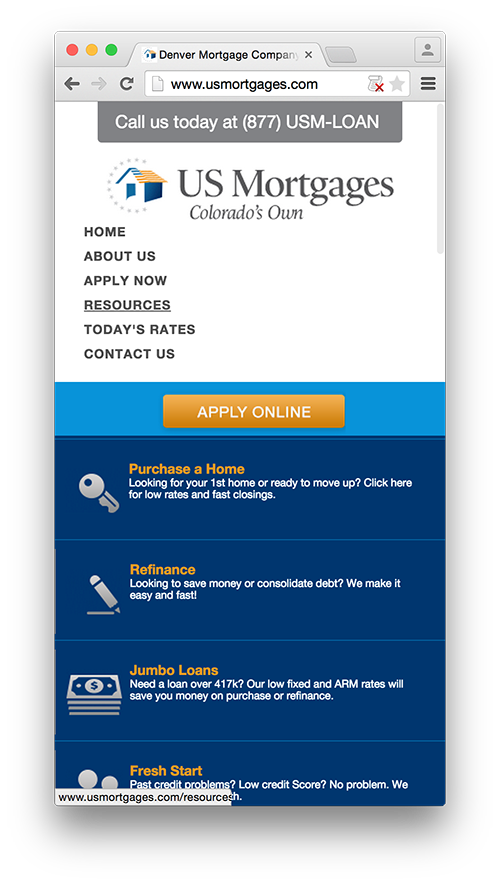 Denver Mortgage Company
www.usmortgages.com
Call us today at (877) USM-LOAN
US Mortgages
Colorado's Own
HOME
ABOUT US
APPLY NOW
RESOURCES
TODAY'S RATES
CONTACT US
APPLY ONLINE
Purchase a Home
Looking for your 1st home or ready to move up? Click here
for low rates and fast closings.
Refinance
Looking to save money or consolidate debt? We make it
easy and fast!
Jumbo Loans
Need a loan over 417k? Our low fixed and ARM rates will
save you money on purchase or refinance.
Fresh Start
Past credit problems? Low credit Score? No problem. We
www.usmortgages.com/resources